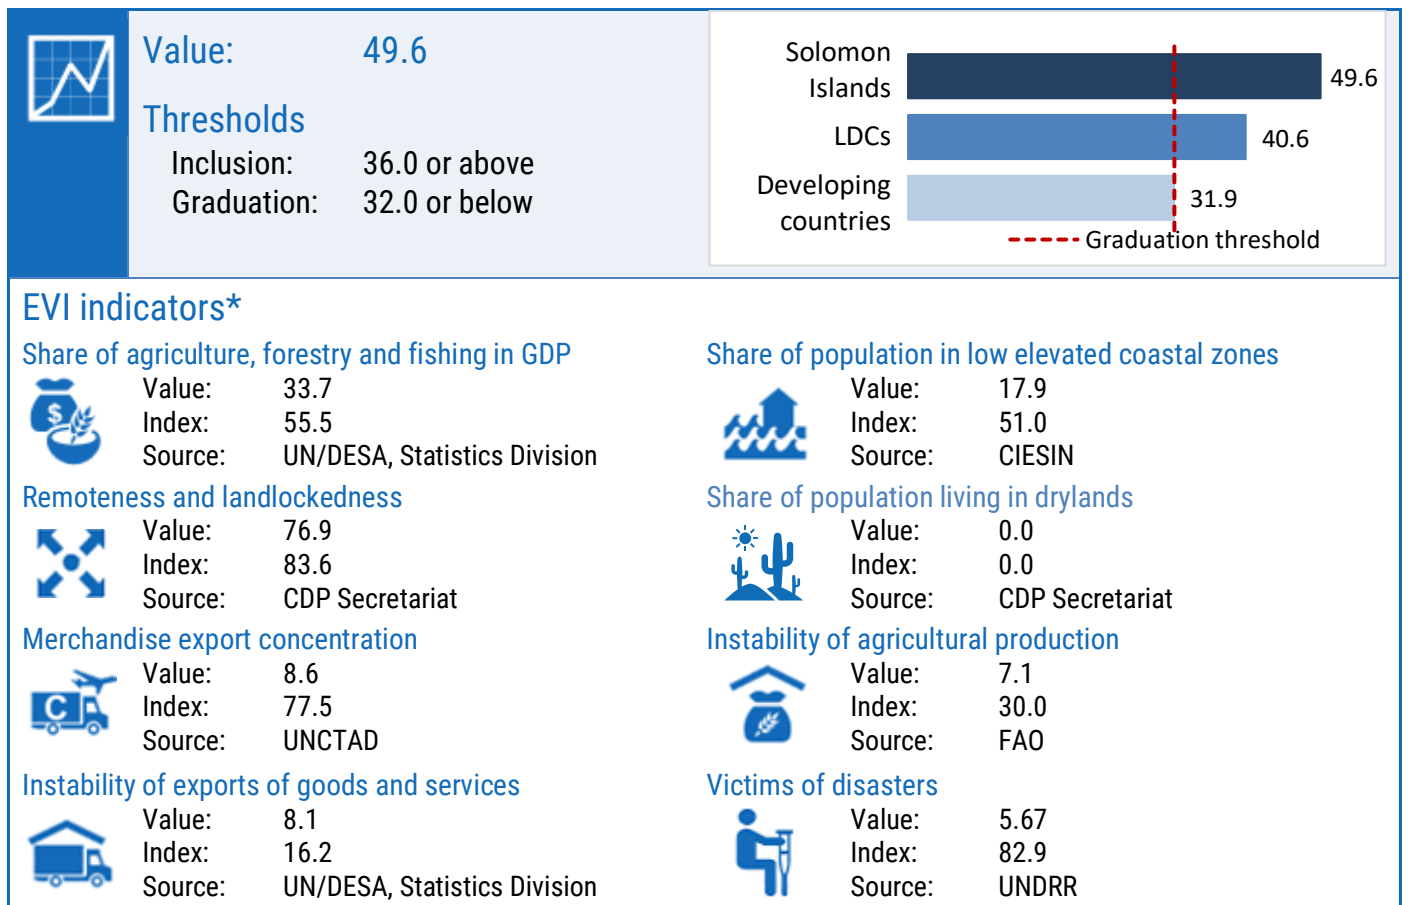 Value: 49.6
Thresholds
Inclusion: 36.0 or above
Graduation: 32.0 or below
Solomon
Islands
49.6
LDCs
40.6
Developing
countries
31.9
Graduation threshold
EVI indicators*
Share of agriculture, forestry and fishing in GDP
Value: 33.7
Index: 55.5
Source: UN/DESA, Statistics Division
Share of population in low elevated coastal zones
Value: 17.9
Index: 51.0
Source: CIESIN
Remoteness and landlockedness
Value: 76.9
Index: 83.6
Source: CDP Secretariat
Share of population living in drylands
Value: 0.0
Index: 0.0
Source: CDP Secretariat
Merchandise export concentration
C
Value: 8.6
Index: 77.5
Source: UNCTAD
Instability of agricultural production
Value: 7.1
Index: 30.0
Source: FAO
Instability of exports of goods and services
Value: 8.1
Index: 16.2
Source: UN/DESA, Statistics Division
Victims of disasters
Value: 5.67
Index: 82.9
Source: UNDRR